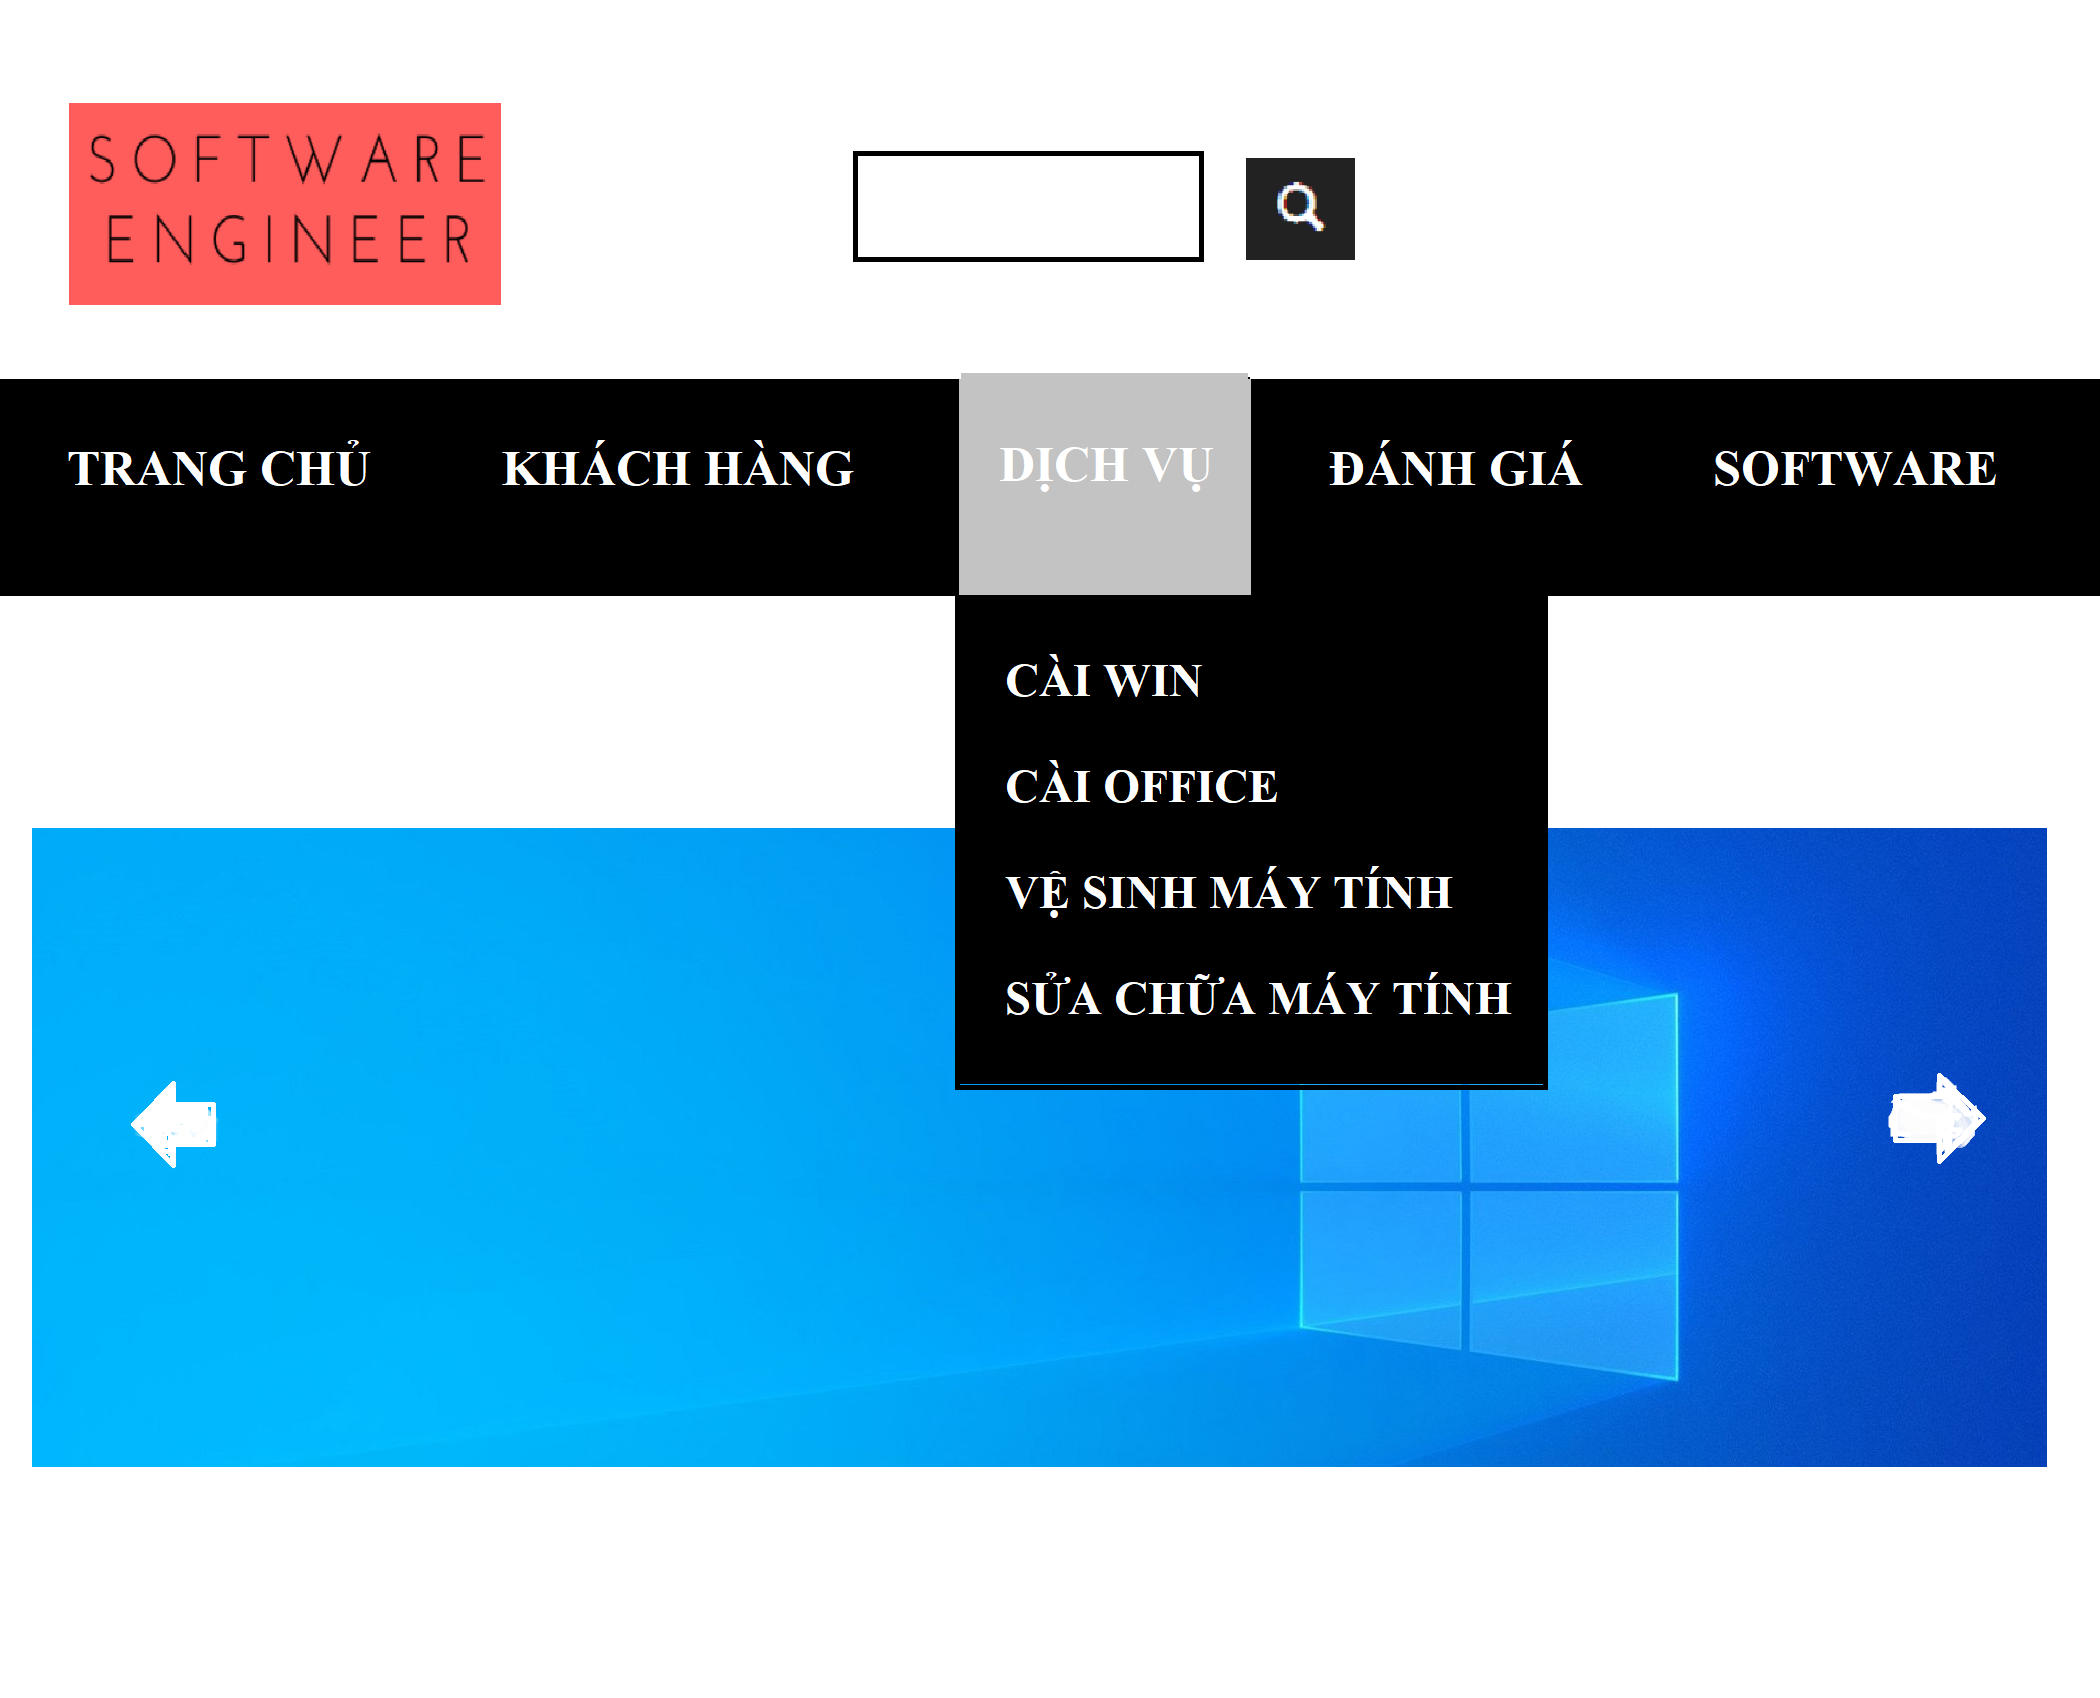 SOFTWARE
ENGINEER
TRANG CHỦ KHÁCH HÀNG DỊCH VỤ ĐÁNH GIÁ SOFTWARE
CÀI WIN
CÀI OFFICE
VỆ SINH MÁY TÍNH
SỬA CHỮA MÁY TÍNH